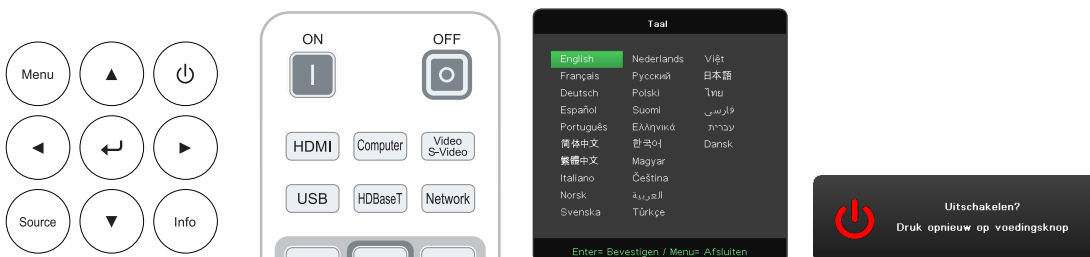 Menu
Source
Info
ON
OFF
HDMI
Computer
Video
S-Video
USB
HDBaseT
Network
Taal
English
Nederlands
Việt
Français
Русский
日本語
Deutsch
Polski
ไทย
Español
Suomi
فارسی
Português
Ελληνικά
עברית
简体中文
한국어
Dansk
繁體中文
Magyar
Italiano
Čeština
Norsk
العربية
Svenska
Türkçe
Enter= Bevestigen / Menu= Afsluiten
Uitschakelen?
Druk opnieuw op voedingsknop